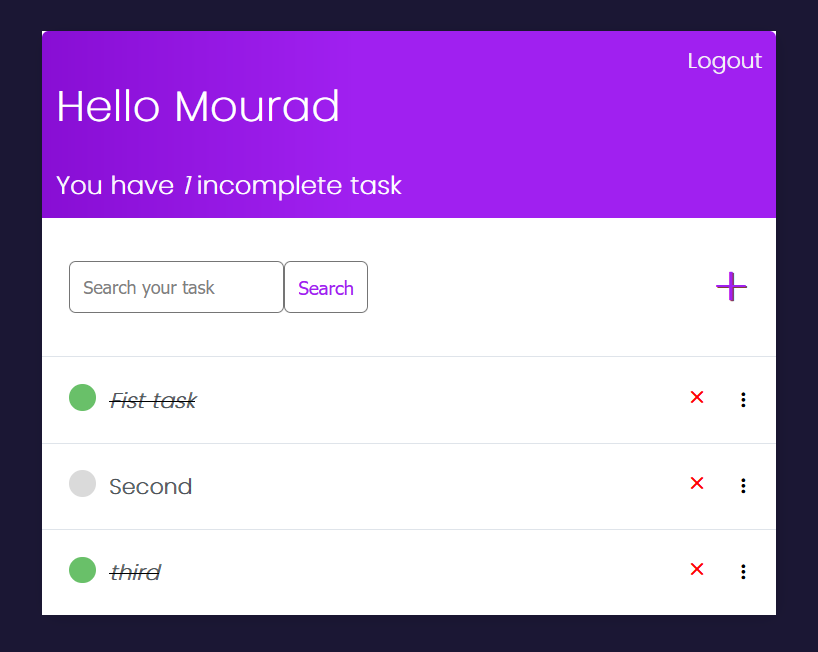 Logout
Hello Mourad
You have 1 incomplete task
Search your task Search
Fist task
Second
third